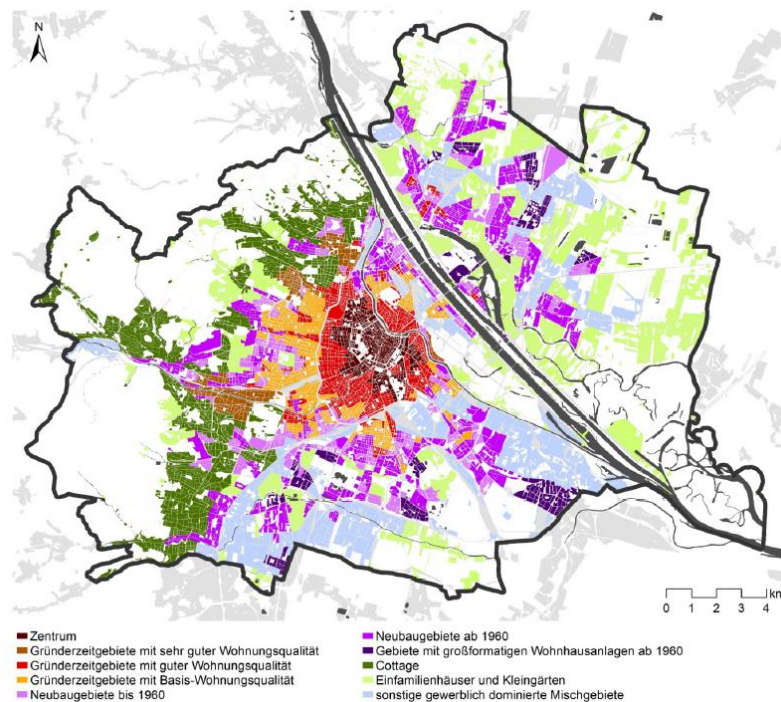 N
0 1 2 3 4 km
Zentrum
Gründerzeitgebiete mit sehr guter Wohnungsqualität
Gründerzeitgebiete mit guter Wohnungsqualität
Gründerzeitgebiete mit Basis-Wohnungsqualität
Neubaugebiete bis 1960
Neubaugebiete ab 1960
Gebiete mit großformatigen Wohnhausanlagen ab 1960
Cottage
Einfamilienhäuser und Kleingärten
sonstige gewerblich dominierte Mischgebiete